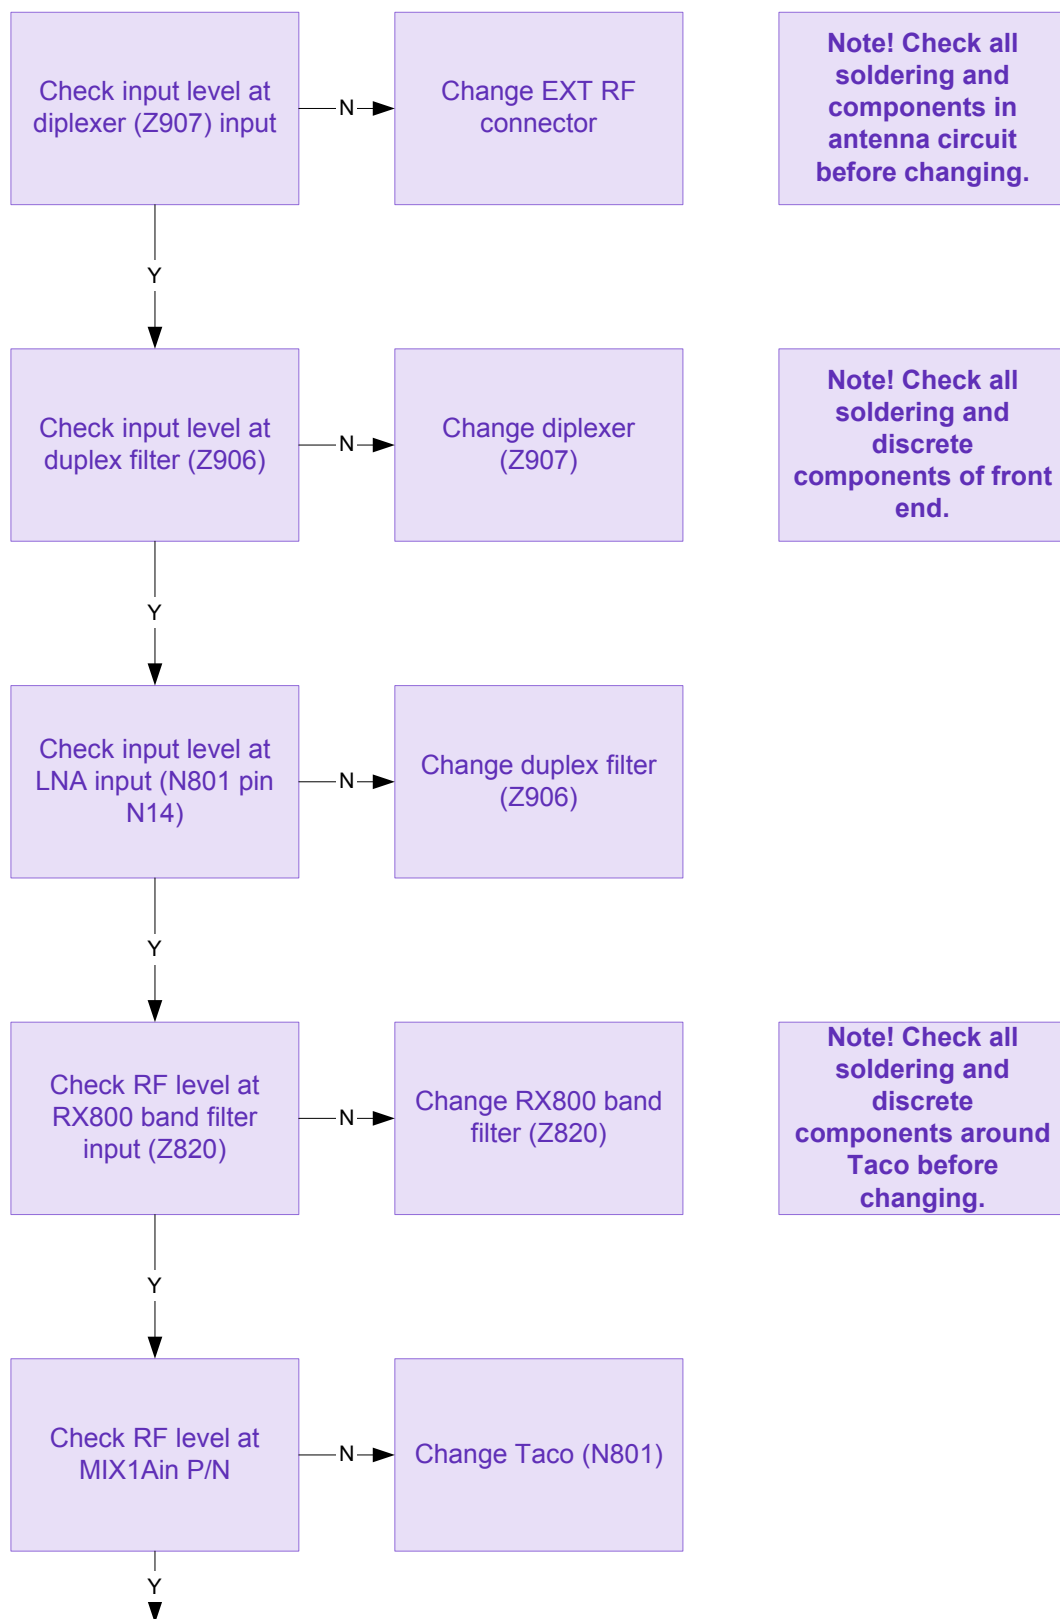 Check input level at
diplexer (Z907) input
N
Change EXT RF
connector
Note! Check all
soldering and
components in
antenna circuit
before changing.
Y
Check input level at
duplex filter (Z906)
N
Change diplexer
(Z907)
Note! Check all
soldering and
discrete
components of front
end.
Y
Check input level at
LNA input (N801 pin
N14)
N
Change duplex filter
(Z906)
Y
Check RF level at
RX800 band filter
input (Z820)
N
Change RX800 band
filter (Z820)
Note! Check all
soldering and
discrete
components around
Taco before
changing.
Y
Check RF level at
MIX1Ain P/N
N
Change Taco (N801)
Y